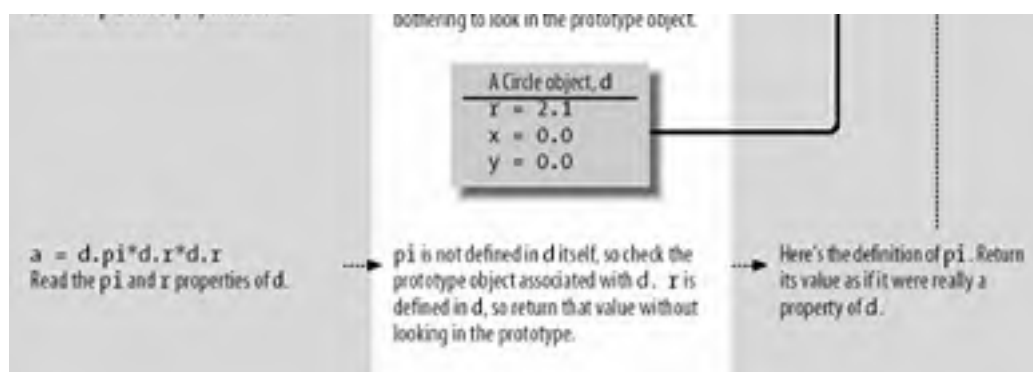 bothering to look in the prototype object.
A Circle object, d
r = 2.1
x = 0.0
y = 0.0
a = d.pi*d.r*d.r
Read the pi and r properties of d.
pi is not defined in d itself, so check the
prototype object associated with d. r is
defined in d, so return that value without
looking in the prototype.
Here's the definition of pi. Return
its value as if it were really a
property of d.